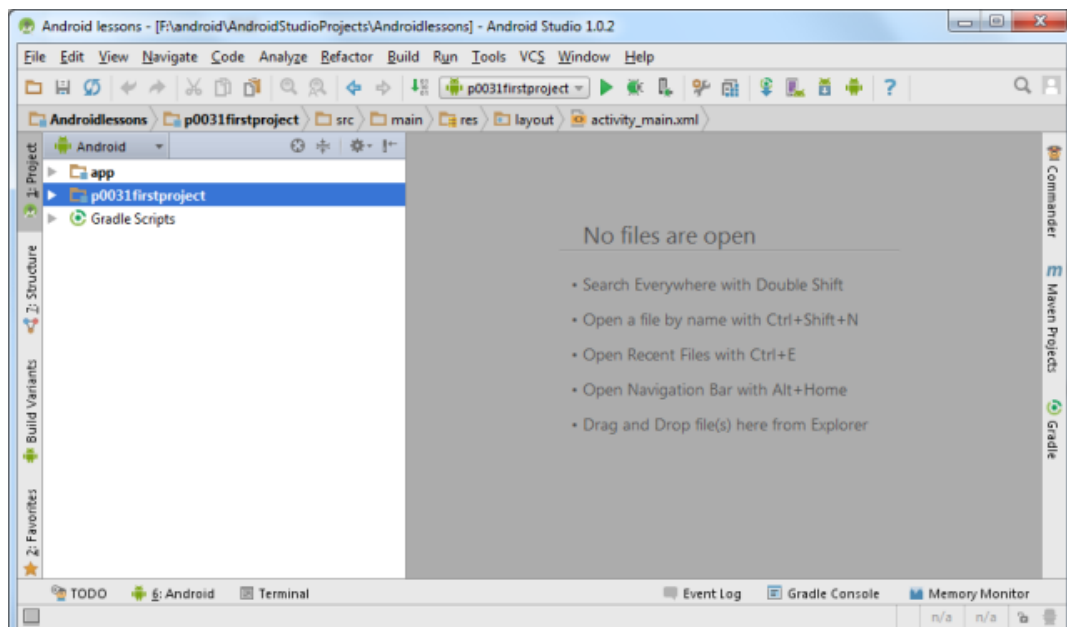 Android lessons - [F:\android\AndroidStudioProjects\Androidlessons] - Android Studio 1.0.2
File Edit View Navigate Code Analyze Refactor Build Run Tools VCS Window Help
p0031firstproject
Androidlessons p0031firstproject src main res layout activity_main.xml
1: Project
Android
app
p0031firstproject
Gradle Scripts
7: Structure
Build Variants
2: Favorites
No files are open
• Search Everywhere with Double Shift
• Open a file by name with Ctrl+Shift+N
• Open Recent Files with Ctrl+E
• Open Navigation Bar with Alt+Home
• Drag and Drop file(s) here from Explorer
Commander
m Maven Projects
Gradle
TODO 6: Android Terminal Event Log Gradle Console Memory Monitor
n/a n/a